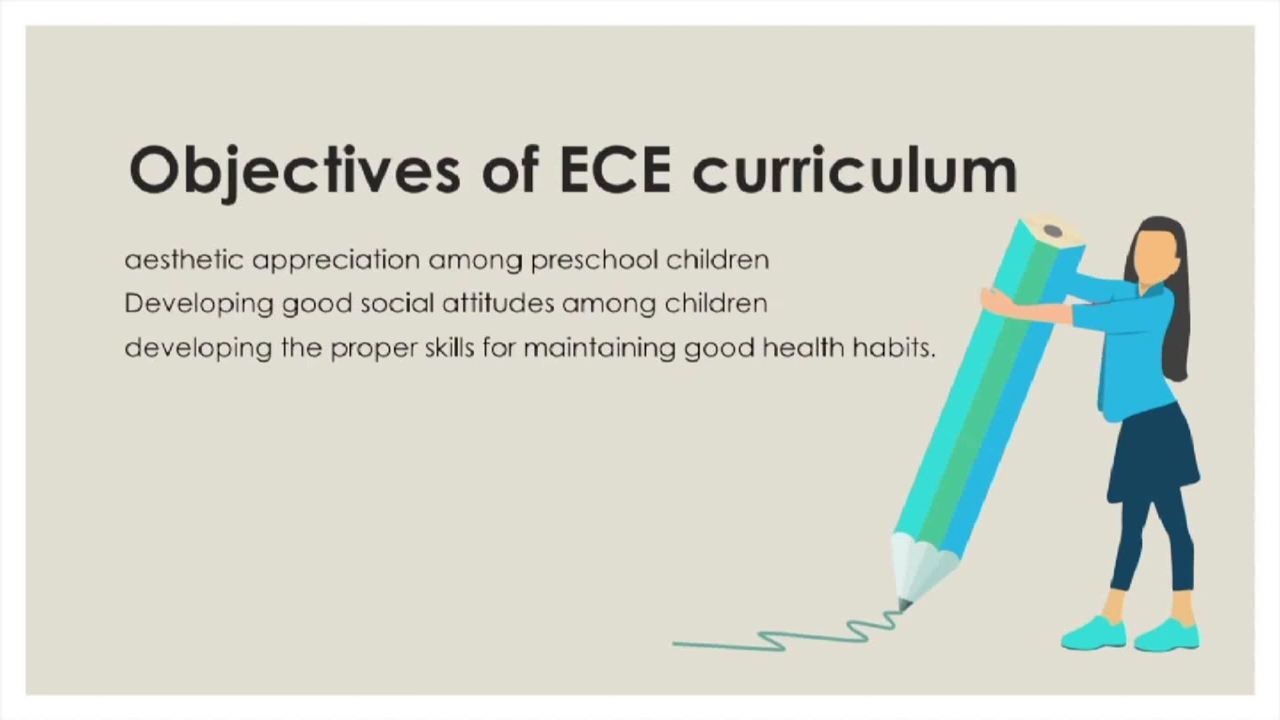 Objectives of ECE curriculum
aesthetic appreciation among preschool children
Developing good social attitudes among children
developing the proper skills for maintaining good health habits.